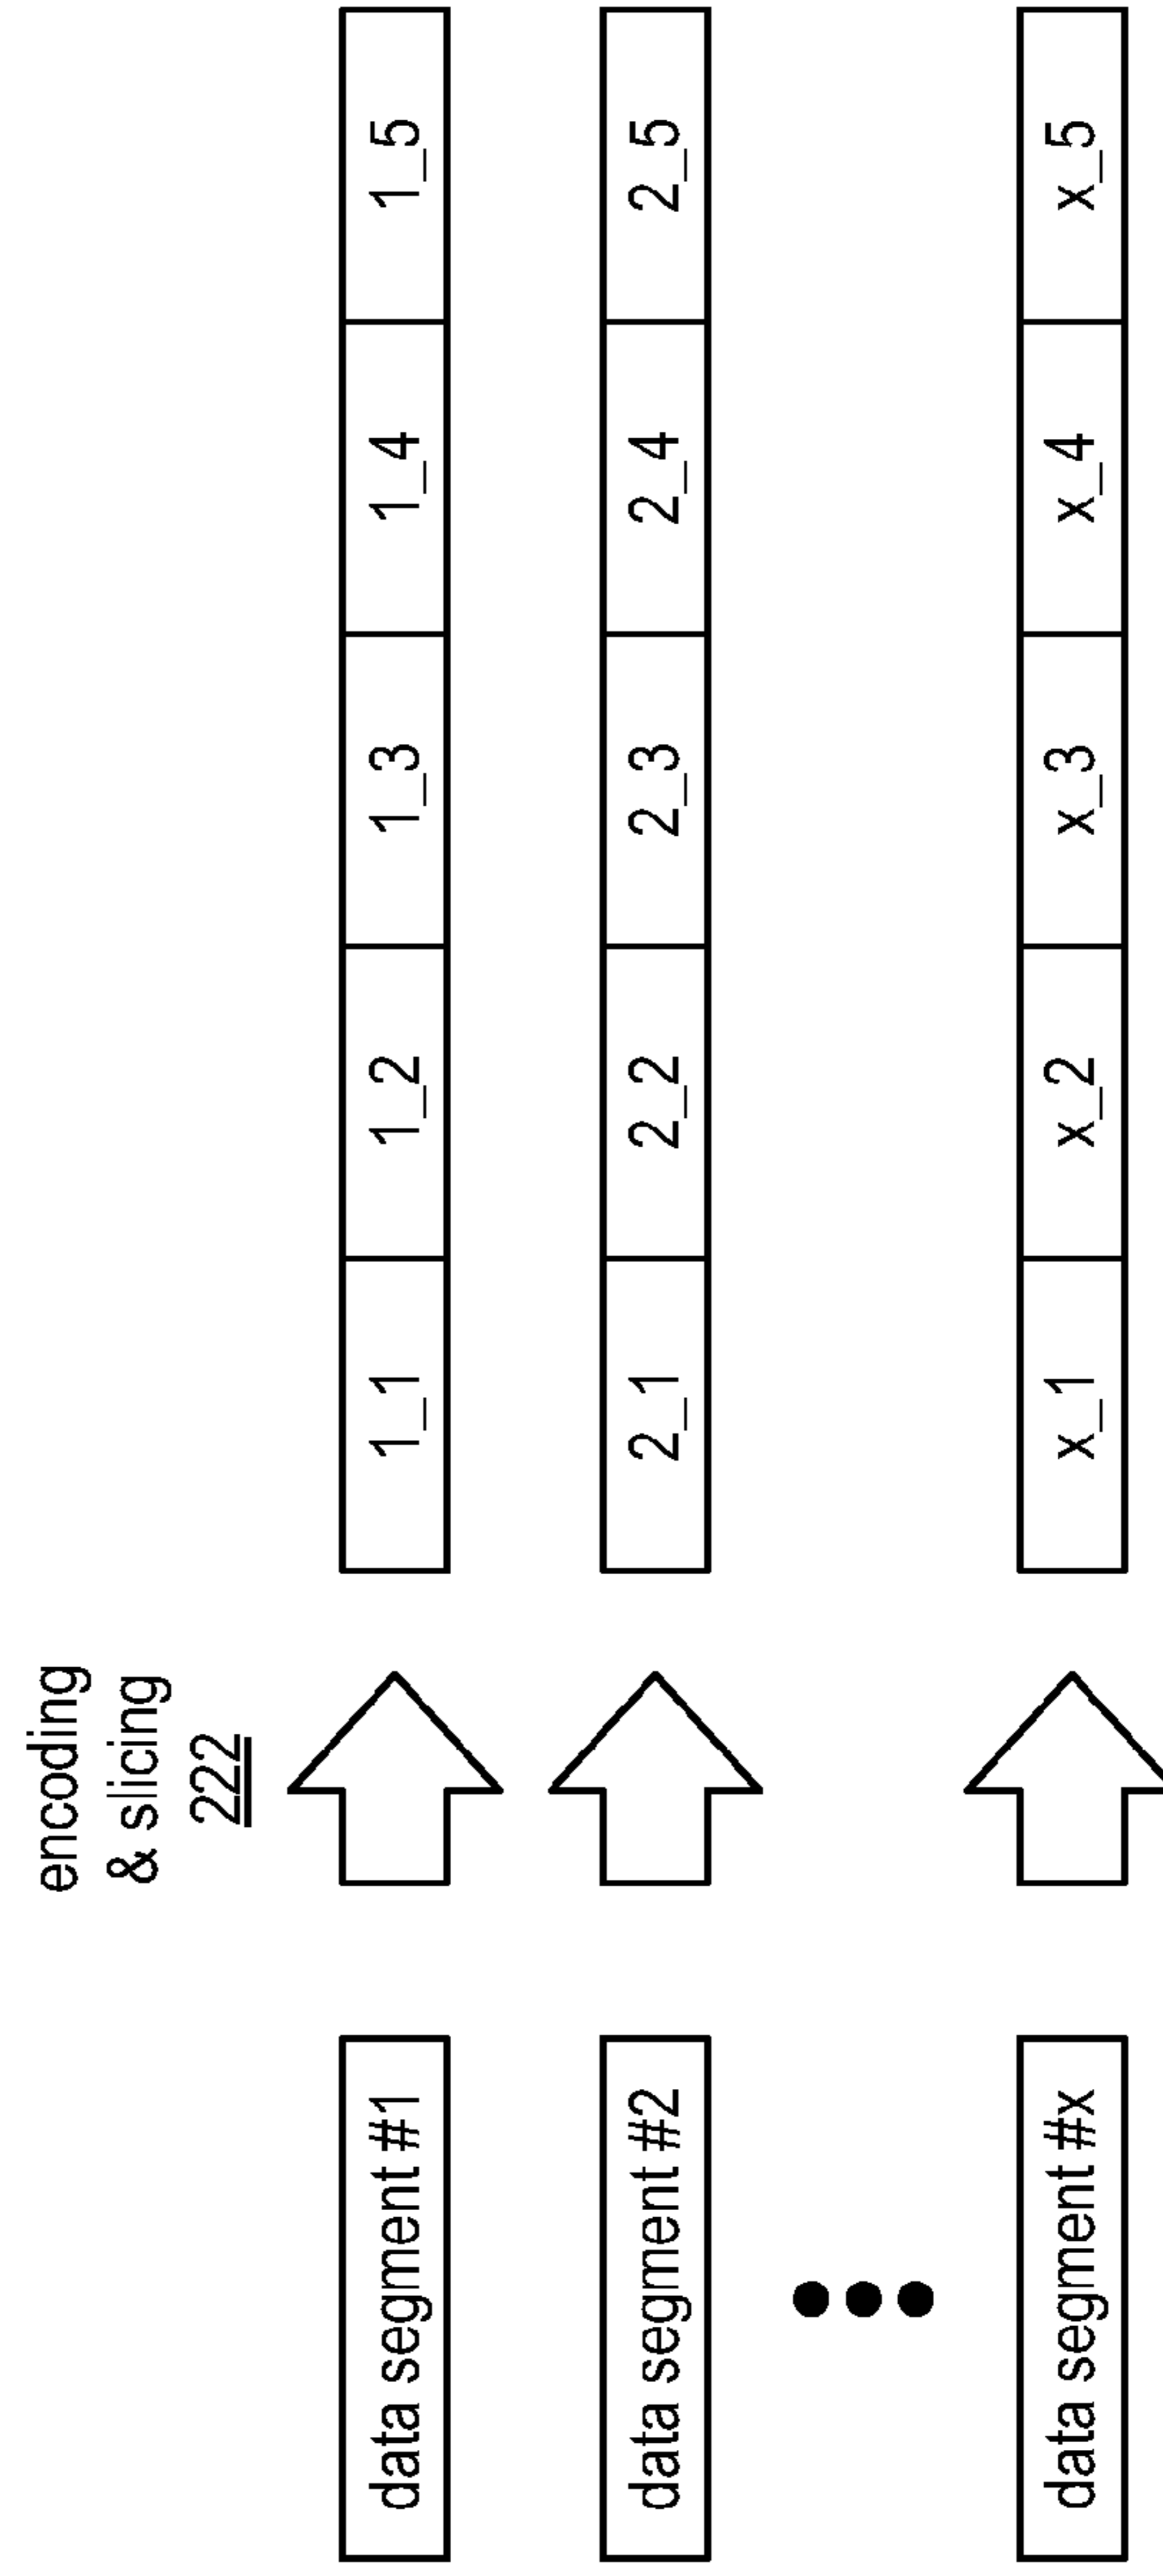 encoding
& slicing
222
data segment #1
1_1
1_2
1_3
1_4
1_5
data segment #2
2_1
2_2
2_3
2_4
2_5
data segment #x
x_1
x_2
x_3
x_4
x_5